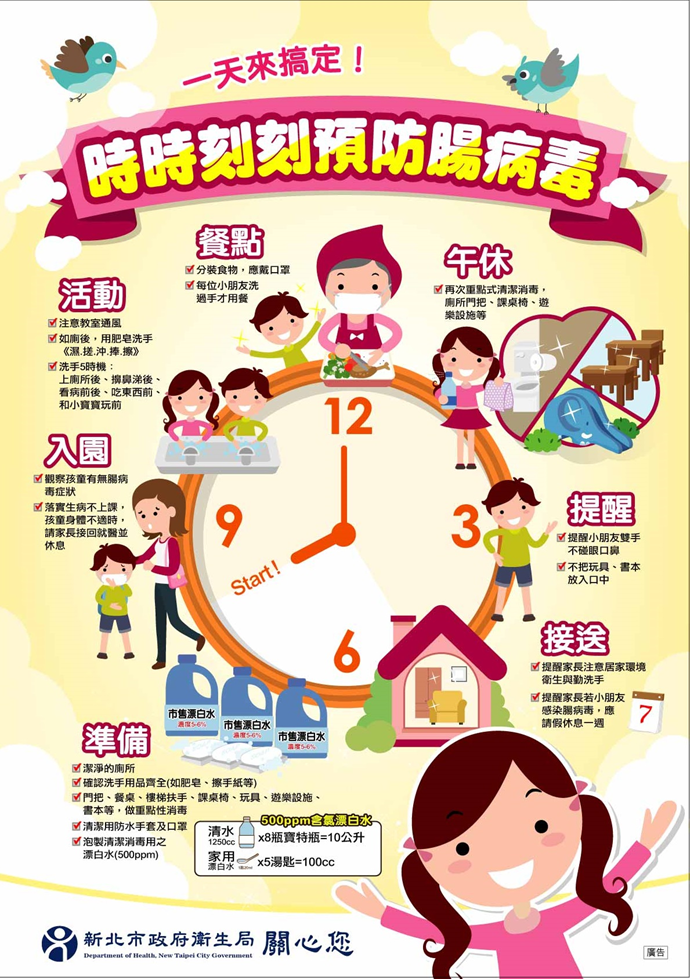 一天來搞定！
時時刻刻預防腸病毒
餐點
分裝食物，應戴口罩
每位小朋友洗
過手才用餐
午休
再次重點式清潔消毒，
廁所門把、課桌椅、遊
樂設施等
活動
注意教室通風
如廁後，用肥皂洗手
《濕.搓.沖.捧.擦》
洗手5時機：
上廁所後、擤鼻涕後、
看病前後、吃東西前、
和小寶寶玩前
入園
觀察孩童有無腸病
毒症狀
落實生病不上課，
孩童身體不適時，
請家長接回就醫並
休息
12
9
3
6
Start!
提醒
提醒小朋友雙手
不碰眼口鼻
不把玩具、書本
放入口中
接送
提醒家長注意居家環境
衛生與勤洗手
提醒家長若小朋友
感染腸病毒，應
請假休息一週
7
市售漂白水
濃度5-6%
市售漂白水
濃度5-6%
市售漂白水
濃度5-6%
準備
潔淨的廁所
確認洗手用品齊全(如肥皂、擦手紙等)
門把、餐桌、樓梯扶手、課桌椅、玩具、遊樂設施、
書本等，做重點性消毒
清潔用防水手套及口罩
泡製清潔消毒用之
漂白水(500ppm)
500ppm含氯漂白水
清水
1250cc
x8瓶寶特瓶=10公升
家用
漂白水
x5湯匙=100cc
新北市政府衛生局 關心您
Department of Health, New Taipei City Government
廣告